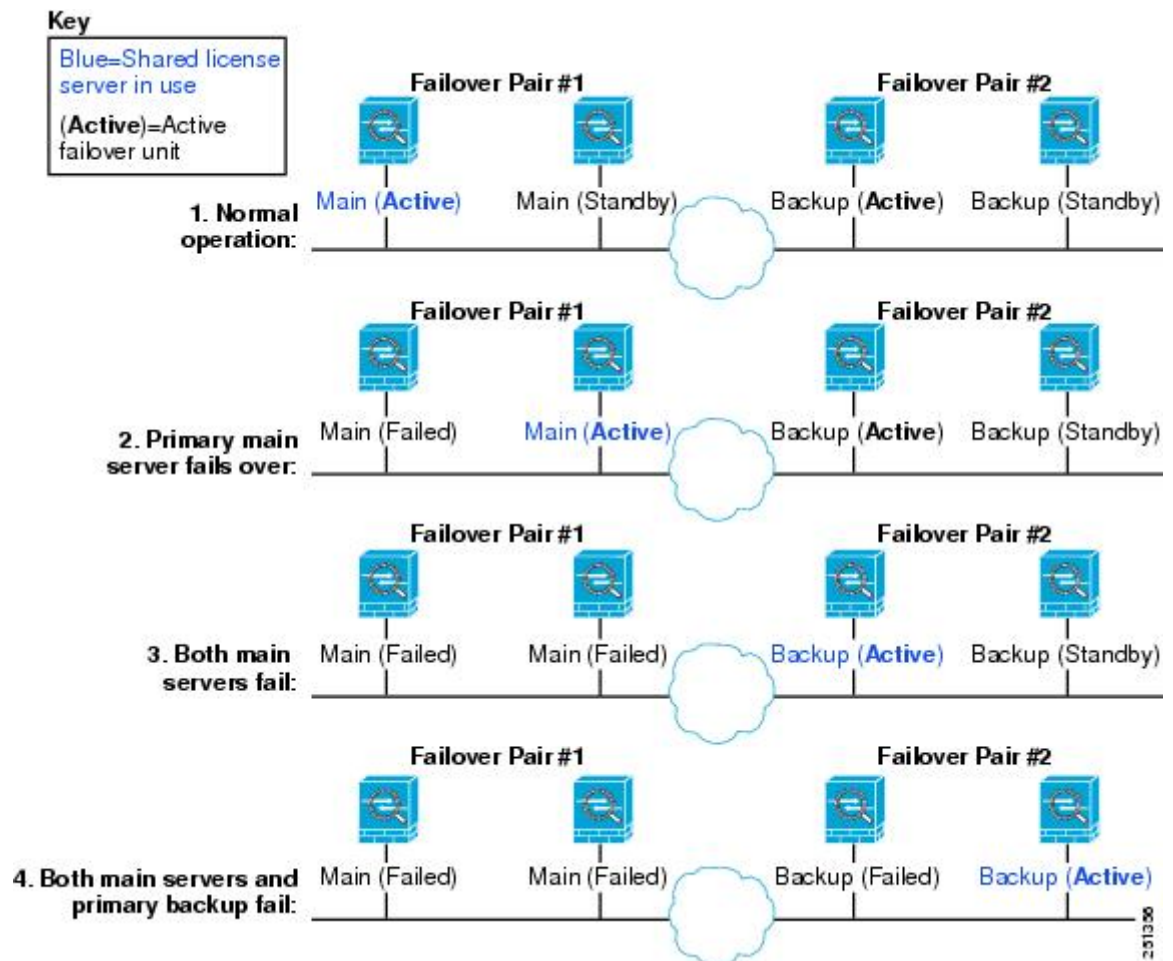 Key
Blue=Shared license
server in use
(Active)=Active
failover unit
Failover Pair #1 Failover Pair #2
1. Normal
operation:
Main (Active) Main (Standby) Backup (Active) Backup (Standby)
Failover Pair #1 Failover Pair #2
2. Primary main
server fails over:
Main (Failed) Main (Active) Backup (Active) Backup (Standby)
Failover Pair #1 Failover Pair #2
3. Both main
servers fail:
Main (Failed) Main (Failed) Backup (Active) Backup (Standby)
Failover Pair #1 Failover Pair #2
4. Both main servers and
primary backup fail:
Main (Failed) Main (Failed) Backup (Failed) Backup (Active)
251356